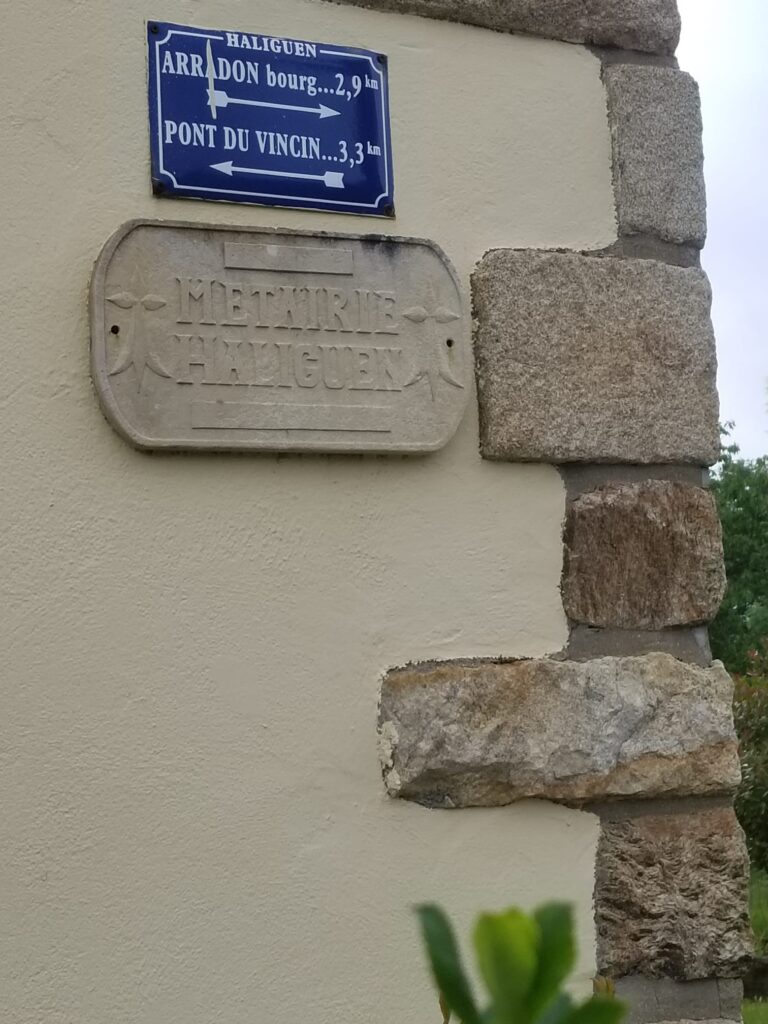 HALIGUEN
ARRADON bourg...2,9 km
PONT DU VINCIN...3,3 km
METAIRIE
HALIGUEN